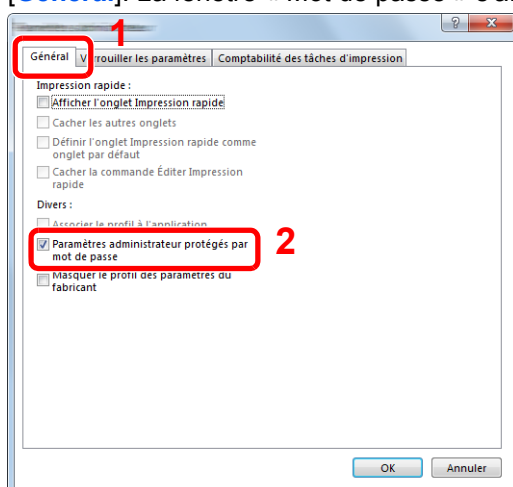 [Général]. La fenêtre « mot de passe » s'a
1
Général Verrouiller les paramètres Comptabilité des tâches d'impression
Impression rapide :
Afficher l'onglet Impression rapide
Cacher les autres onglets
Définir l'onglet Impression rapide comme
onglet par défaut
Cacher la commande Éditer Impression
rapide
Divers :
Associer le profil à l'application
Paramètres administrateur protégés par
mot de passe
2
Masquer le profil des paramètres du
fabricant
OK Annuler